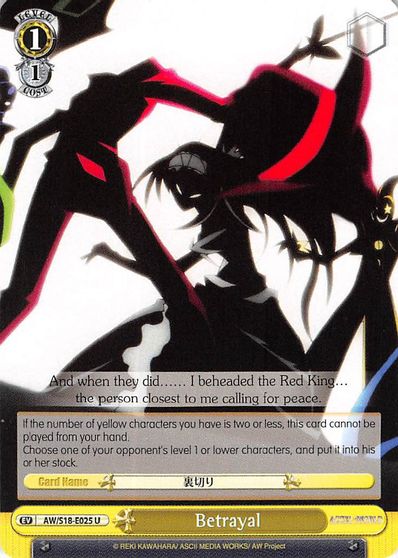 LEVEL
1
1
COST
And when they did...... I beheaded the Red King...
the person closest to me calling for peace.
If the number of yellow characters you have is two or less, this card cannot be
played from your hand.
Choose one of your opponent's level 1 or lower characters, and put it into his
or her stock.
Card Name 裏切り
EV AW/S18-E025 U Betrayal ACCEL WORLD
© REKI KAWAHARA/ ASCII MEDIA WORKS/ AW Project